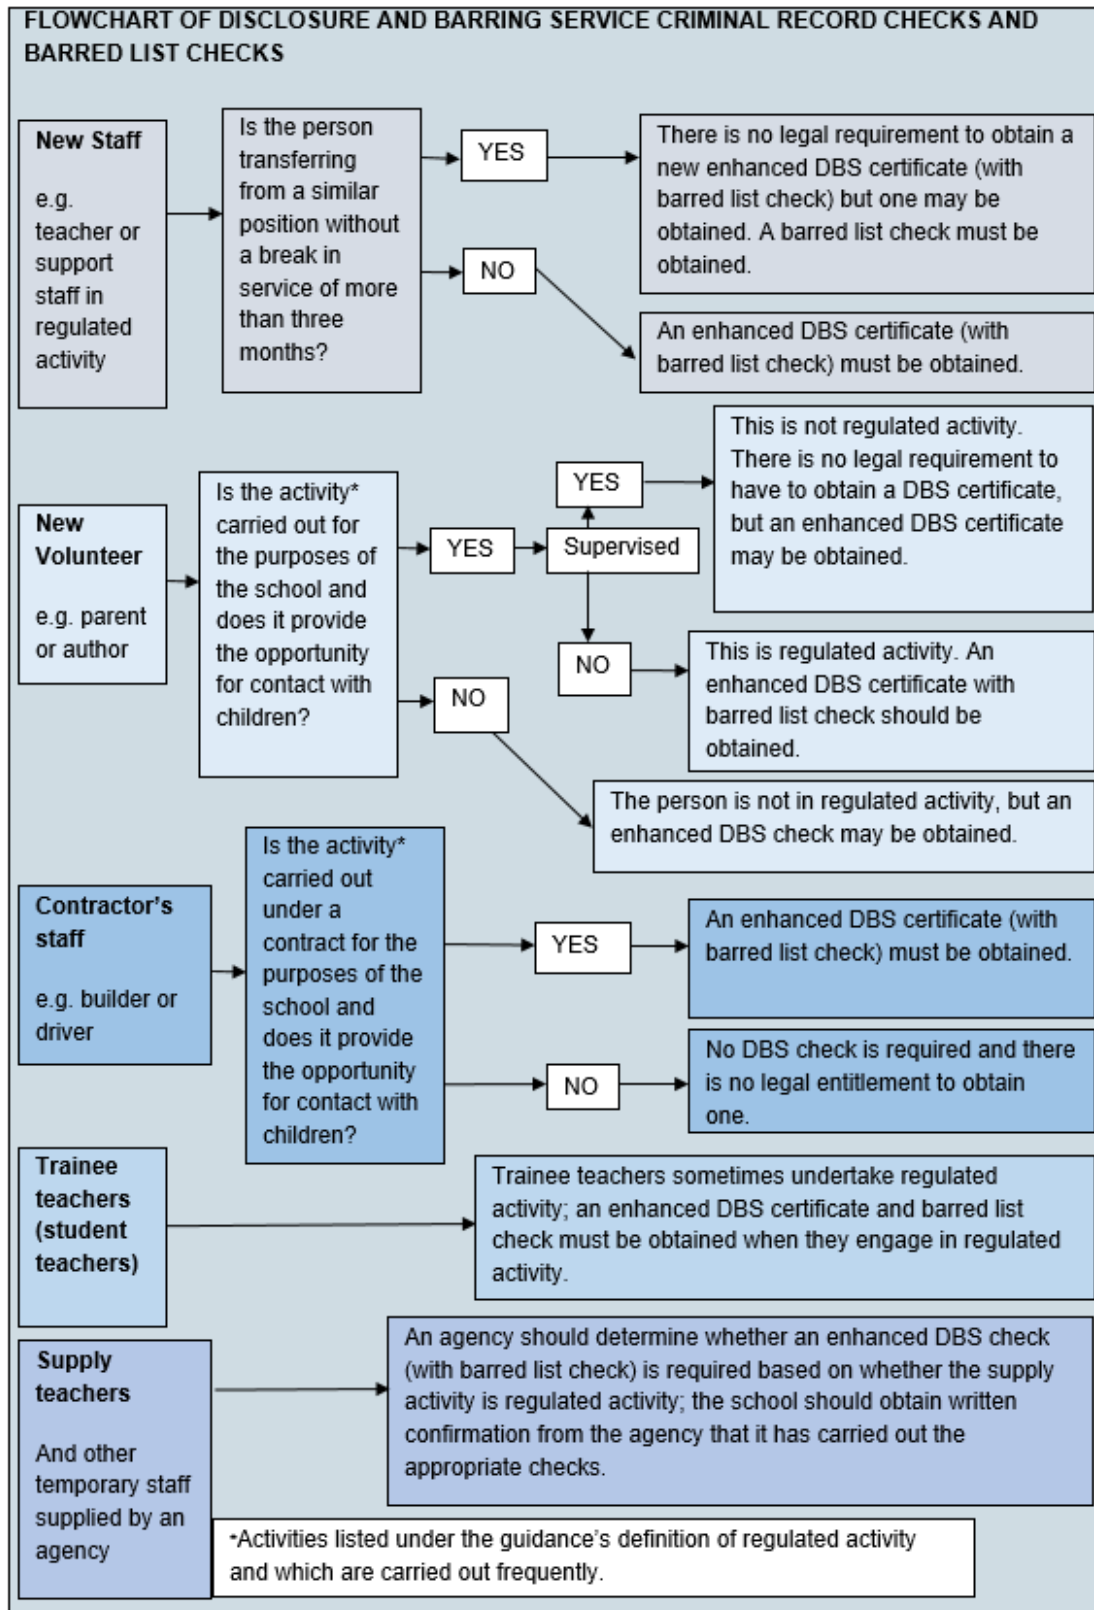 FLOWCHART OF DISCLOSURE AND BARRING SERVICE CRIMINAL RECORD CHECKS AND
BARRED LIST CHECKS
New Staff
e.g.
teacher or
support
staff in
regulated
activity
Is the person
transferring
from a similar
position without
a break in
service of more
than three
months?
YES
There is no legal requirement to obtain a
new enhanced DBS certificate (with
barred list check) but one may be
obtained. A barred list check must be
obtained.
NO
An enhanced DBS certificate (with
barred list check) must be obtained.
New
Volunteer
e.g. parent
or author
Is the activity*
carried out for
the purposes of
the school and
does it provide
the opportunity
for contact with
children?
YES
Supervised
YES
This is not regulated activity.
There is no legal requirement to
have to obtain a DBS certificate,
but an enhanced DBS certificate
may be obtained.
NO
This is regulated activity. An
enhanced DBS certificate with
barred list check should be
obtained.
NO
The person is not in regulated activity, but an
enhanced DBS check may be obtained.
Contractor’s
staff
e.g. builder or
driver
Is the activity*
carried out
under a
contract for the
purposes of the
school and
does it provide
the opportunity
for contact with
children?
YES
An enhanced DBS certificate (with
barred list check) must be obtained.
NO
No DBS check is required and there
is no legal entitlement to obtain
one.
Trainee
teachers
(student
teachers)
Trainee teachers sometimes undertake regulated
activity; an enhanced DBS certificate and barred list
check must be obtained when they engage in regulated
activity.
Supply
teachers
And other
temporary staff
supplied by an
agency
An agency should determine whether an enhanced DBS check
(with barred list check) is required based on whether the supply
activity is regulated activity; the school should obtain written
confirmation from the agency that it has carried out the
appropriate checks.
*Activities listed under the guidance’s definition of regulated activity
and which are carried out frequently.